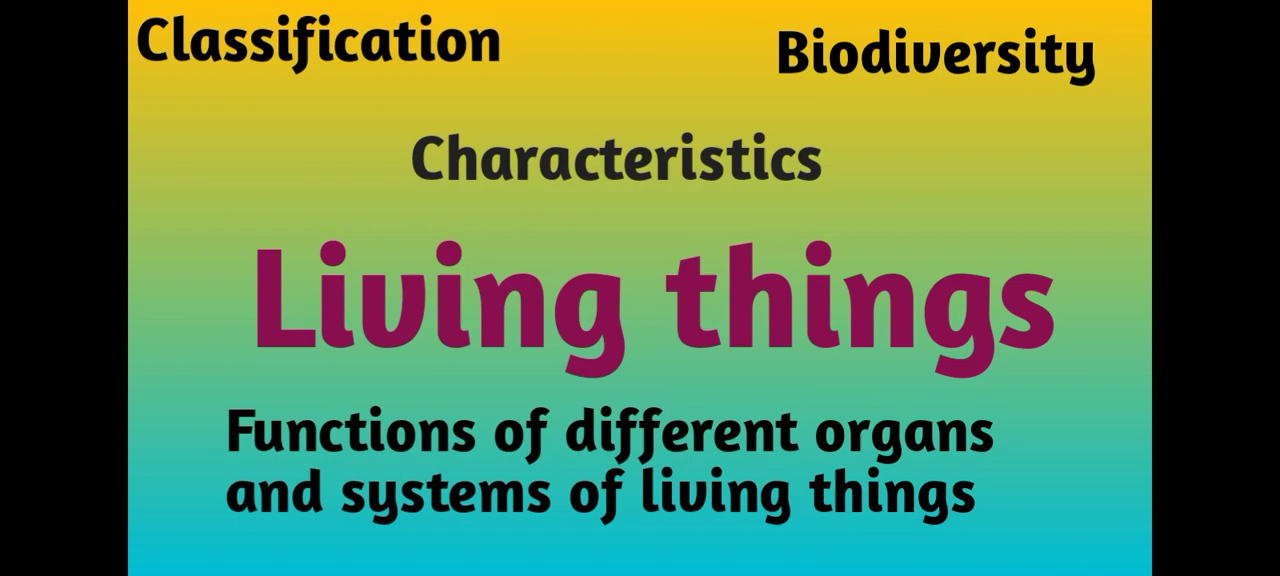 Classification
Biodiversity
Characteristics
Living things
Functions of different organs
and systems of living things